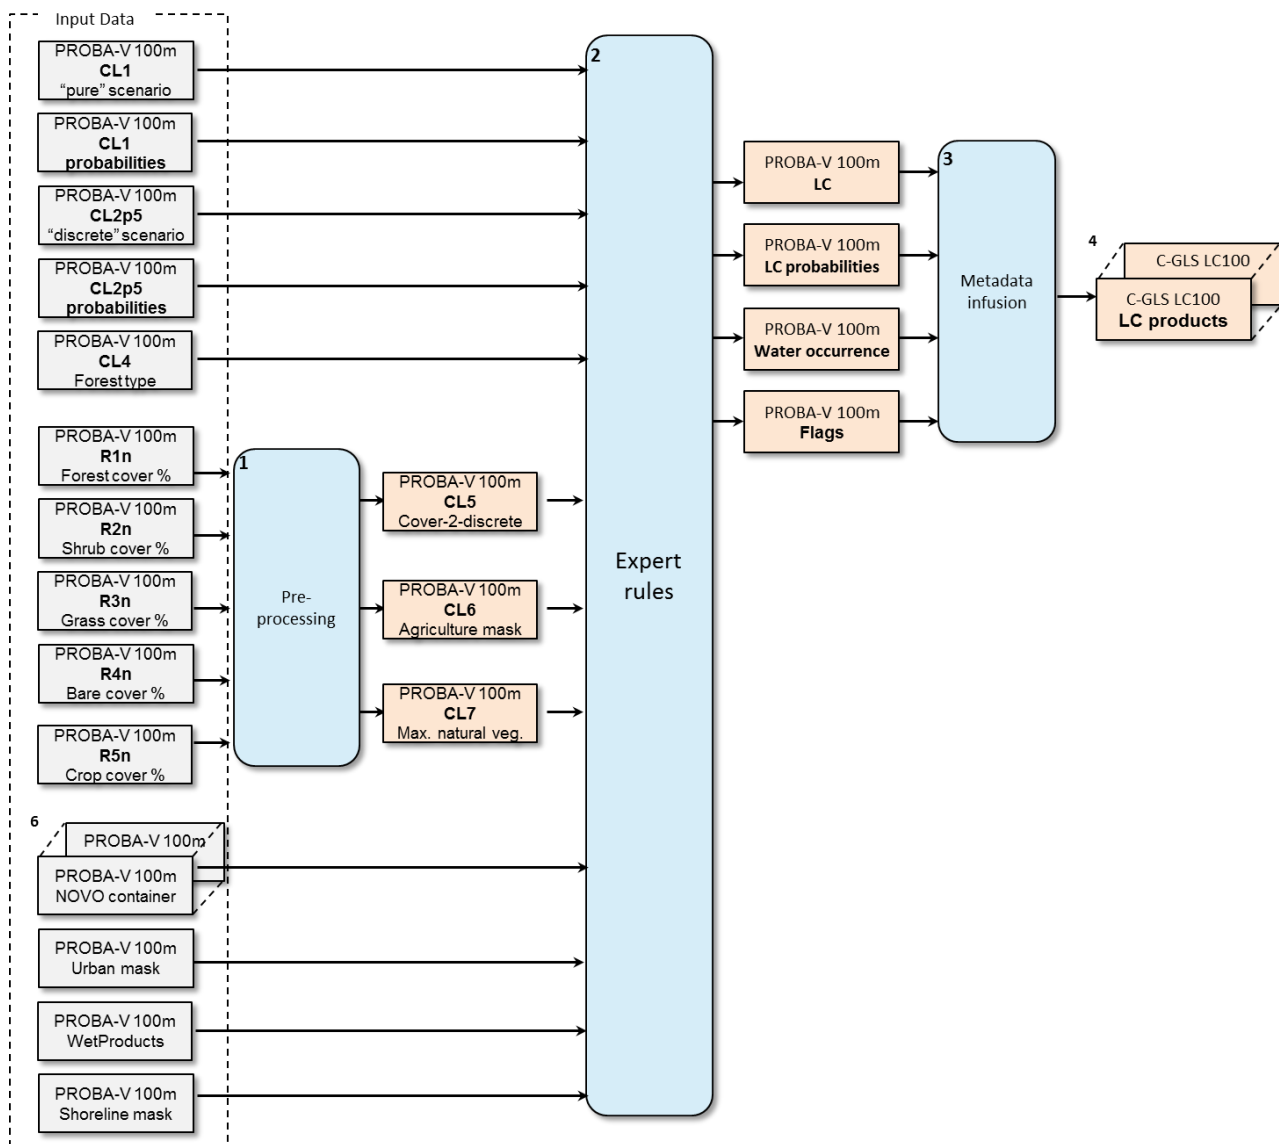 Input Data
PROBA-V 100m
CL1
“pure” scenario
PROBA-V 100m
CL1
probabilities
PROBA-V 100m
CL2p5
“discrete” scenario
PROBA-V 100m
CL2p5
probabilities
PROBA-V 100m
CL4
Forest type
PROBA-V 100m
R1n
Forest cover %
PROBA-V 100m
R2n
Shrub cover %
PROBA-V 100m
R3n
Grass cover %
PROBA-V 100m
R4n
Bare cover %
PROBA-V 100m
R5n
Crop cover %
6
PROBA-V 100m
PROBA-V 100m
NOVO container
PROBA-V 100m
Urban mask
PROBA-V 100m
WetProducts
PROBA-V 100m
Shoreline mask
1
Pre-
processing
PROBA-V 100m
CL5
Cover-2-discrete
PROBA-V 100m
CL6
Agriculture mask
PROBA-V 100m
CL7
Max. natural veg.
2
Expert
rules
PROBA-V 100m
LC
PROBA-V 100m
LC probabilities
PROBA-V 100m
Water occurrence
PROBA-V 100m
Flags
3
Metadata
infusion
4
C-GLS LC100
C-GLS LC100
LC products